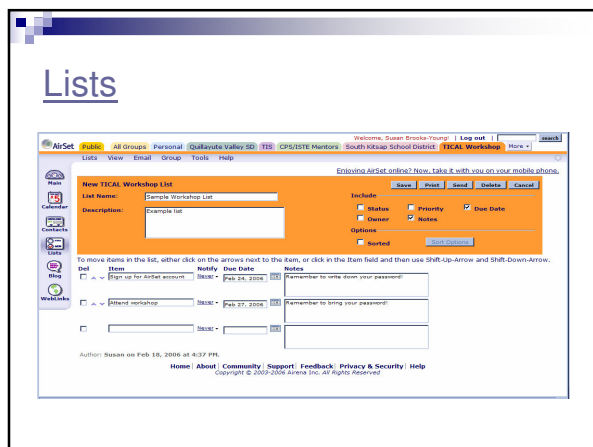 Lists
Welcome, Susan Brooks-Young! | Log out | search
AirSet Public All Groups Personal Quillayute Valley SD TIS CPS/ISTE Mentors South Kitsap School District TICAL Workshop More
Lists View Email Group Tools Help
Enjoying AirSet online? Now, take it with you on your mobile phone.
Main
Calendar
Contacts
Lists
Blog
WebLinks
New TICAL Workshop List Save Print Send Delete Cancel
List Name: Sample Workshop List Include
Description: Example list Status Priority Due Date
Owner Notes
Options
Sorted Sort Options
To move items in the list, either click on the arrows next to the item, or click in the Item field and then use Shift-Up-Arrow and Shift-Down-Arrow.
Del Item Notify Due Date Notes
Sign up for AirSet account Never Feb 24, 2006 Remember to write down your password!
Attend workshop Never Feb 27, 2006 Remember to bring your password!
Never
Author: Susan on Feb 18, 2006 at 4:37 PM.
Home | About | Community | Support | Feedback | Privacy & Security | Help
Copyright © 2003-2006 Airena Inc. All Rights Reserved